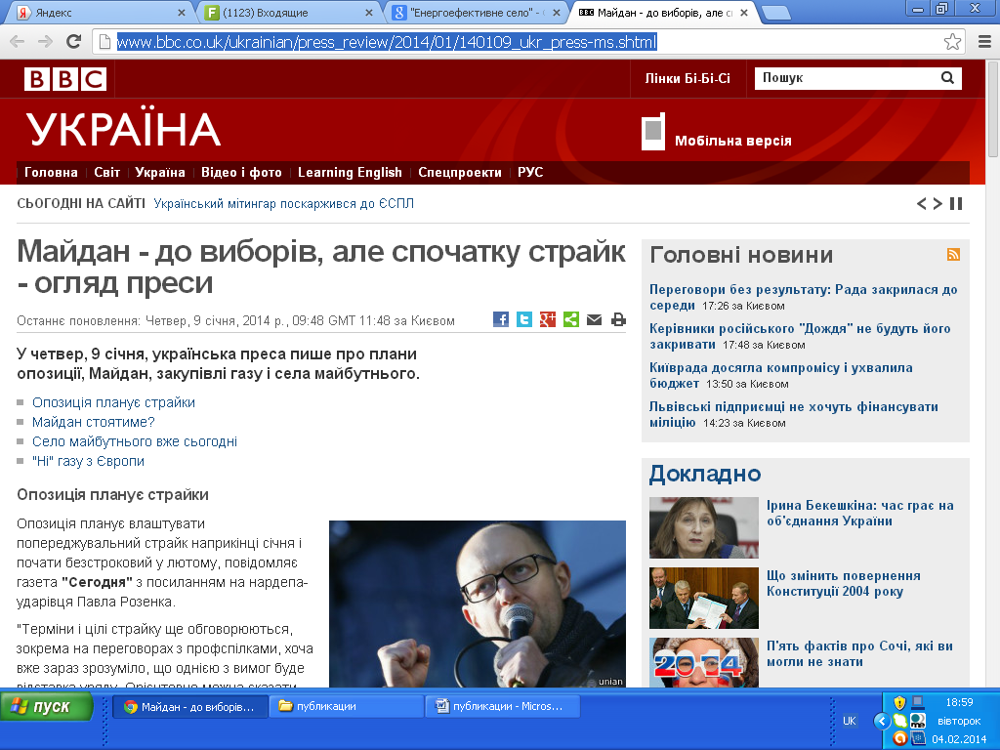 Яндекс
(1123) Входящие
"Енергоефективне село" -
Майдан - до виборів, але с
www.bbc.co.uk/ukrainian/press_review/2014/01/140109_ukr_press-ms.shtml
BBC
Лінки Бі-Бі-Сі
Пошук
УКРАЇНА
Мобільна версія
Головна Світ Україна Відео і фото Learning English Спецпроекти РУС
СЬОГОДНІ НА САЙТІ Український мітингар поскаржився до ЄСПЛ
Майдан - до виборів, але спочатку страйк
- огляд преси
Останнє поновлення: Четвер, 9 січня, 2014 р., 09:48 GMT 11:48 за Києвом
У четвер, 9 січня, українська преса пише про плани
опозиції, Майдан, закупівлі газу і села майбутнього.
Опозиція планує страйки
Майдан стоятиме?
Село майбутнього вже сьогодні
"Ні" газу з Європи
Опозиція планує страйки
Опозиція планує влаштувати
попереджувальний страйк наприкінці січня і
почати безстроковий у лютому, повідомляє
газета "Сегодня" з посиланням на нардепа-
ударівця Павла Розенка.
"Терміни і цілі страйку ще обговорюються,
зокрема на переговорах з профспілками, хоча
вже зараз зрозуміло, що однією з вимог буде
відставка уряду. Орієнтовно можна сказати
unian
Головні новини
Переговори без результату: Рада закрилася до
середи 17:26 за Києвом
Керівники російського "Дождя" не будуть його
закривати 17:48 за Києвом
Київрада досягла компромісу і ухвалила
бюджет 13:50 за Києвом
Львівські підприємці не хочуть фінансувати
міліцію 14:23 за Києвом
Докладно
Ірина Бекешкіна: час грає на
об'єднання України
Що змінить повернення
Конституції 2004 року
2014
П'ять фактів про Сочі, які ви
могли не знати
пуск
Майдан - до виборів...
публикации
публикации - Micros...
UK
18:59
вівторок
04.02.2014